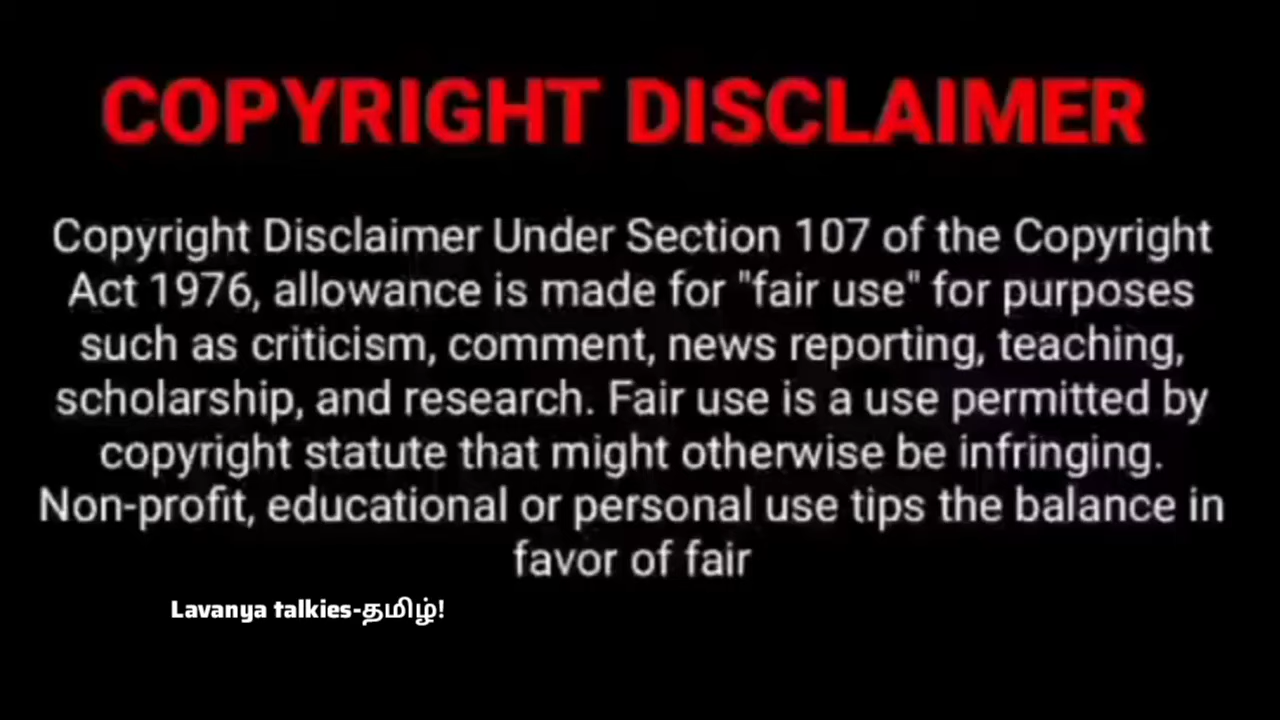 COPYRIGHT DISCLAIMER
Copyright Disclaimer Under Section 107 of the Copyright
Act 1976, allowance is made for "fair use" for purposes
such as criticism, comment, news reporting, teaching,
scholarship, and research. Fair use is a use permitted by
copyright statute that might otherwise be infringing.
Non-profit, educational or personal use tips the balance in
favor of fair
Lavanya talkies-தமிழ்!